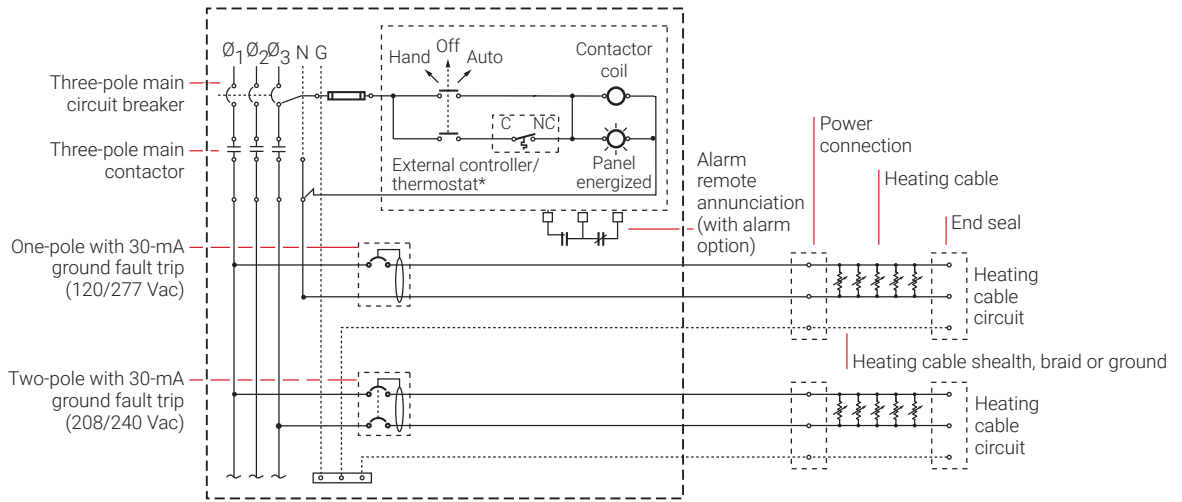 Ø1 Ø2 Ø3 N G
Hand
Off
Auto
Contactor
coil
Three-pole main
circuit breaker
C NC
Three-pole main
contactor
External controller/
thermostat*
Panel
energized
Alarm
remote
annunciation
(with alarm
option)
Power
connection
Heating cable
End seal
One-pole with 30-mA
ground fault trip
(120/277 Vac)
Heating
cable
circuit
Heating cable shealth, braid or ground
Two-pole with 30-mA
ground fault trip
(208/240 Vac)
Heating
cable
circuit